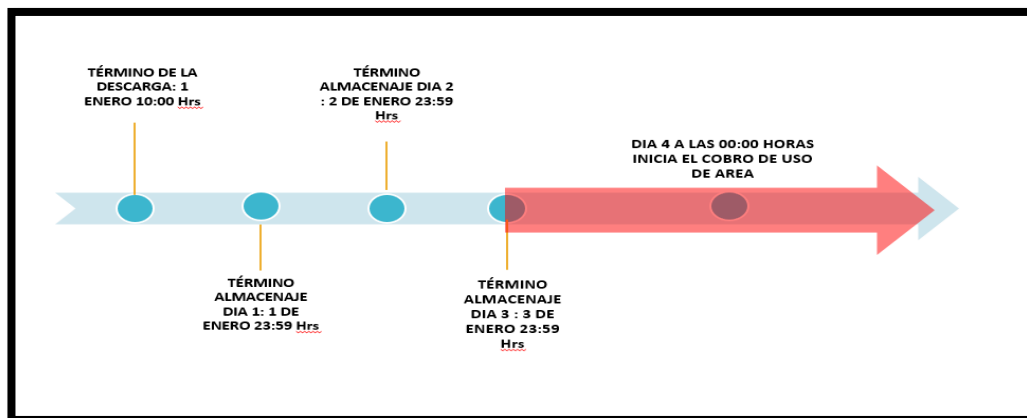 TÉRMINO DE LA
DESCARGA: 1
ENERO 10:00 Hrs
TÉRMINO
ALMACENAJE
DIA 1: 1 DE
ENERO 23:59 Hrs
TÉRMINO
ALMACENAJE DIA 2
: 2 DE ENERO 23:59
Hrs
TÉRMINO
ALMACENAJE
DIA 3 : 3 DE
ENERO 23:59
Hrs
DIA 4 A LAS 00:00 HORAS
INICIA EL COBRO DE USO
DE AREA